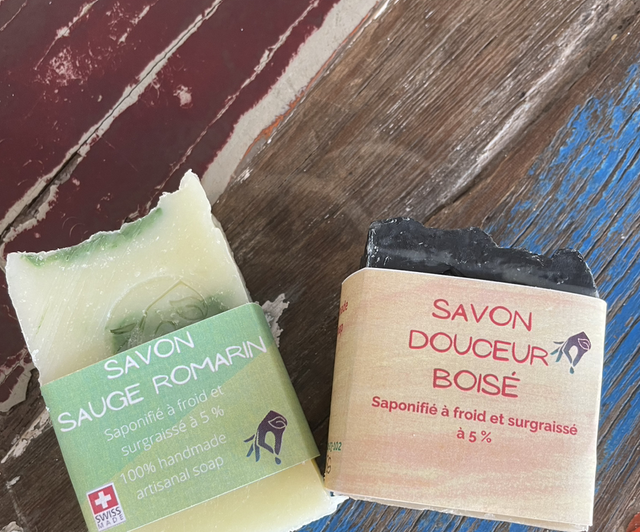 SAVON
SAUGE ROMARIN
Saponifié à froid et
surgraissé à 5 %
100% handmade
artisanal soap
SWISS
MADE
SAVON
DOUCEUR
BOISÉ
Saponifié à froid et surgraissé
à 5 %